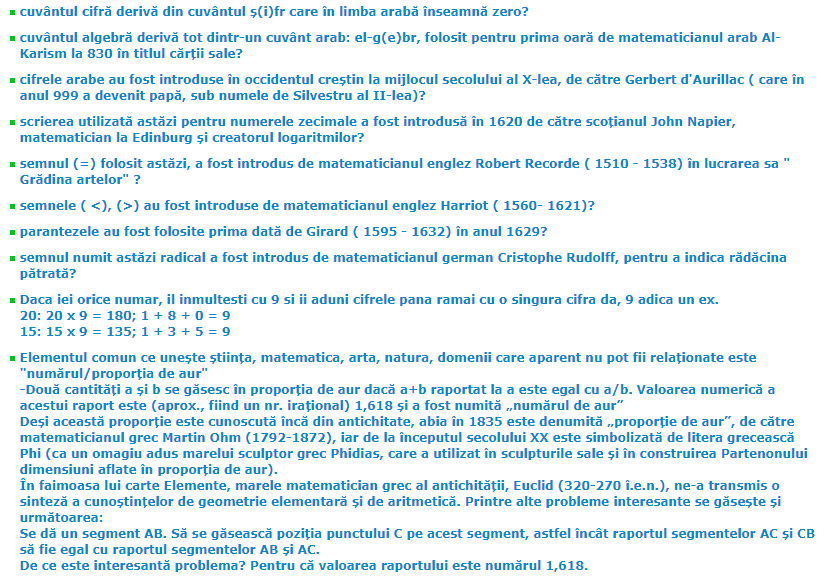 cuvântul cifră derivă din cuvântul ș(i)fr care în limba arabă înseamnă zero?
cuvântul algebră derivă tot dintr-un cuvânt arab: el-g(e)br, folosit pentru prima oară de matematicianul arab Al-
Karism la 830 în titlul cărții sale?
cifrele arabe au fost introduse în occidentul creștin la mijlocul secolului al X-lea, de către Gerbert d'Aurillac ( care în
anul 999 a devenit papă, sub numele de Silvestru al II-lea)?
scrierea utilizată astăzi pentru numerele zecimale a fost introdusă în 1620 de către scoțianul John Napier,
matematician la Edinburg și creatorul logaritmilor?
semnul (=) folosit astăzi, a fost introdus de matematicianul englez Robert Recorde ( 1510 - 1538) în lucrarea sa "
Grădina artelor" ?
semnele ( <), (>) au fost introduse de matematicianul englez Harriot ( 1560- 1621)?
parantezele au fost folosite prima dată de Girard ( 1595 - 1632) în anul 1629?
semnul numit astăzi radical a fost introdus de matematicianul german Cristophe Rudolff, pentru a indica rădăcina
pătrată?
Daca iei orice numar, il inmultesti cu 9 si ii aduni cifrele pana ramai cu o singura cifra da, 9 adica un ex.
20: 20 x 9 = 180; 1 + 8 + 0 = 9
15: 15 x 9 = 135; 1 + 3 + 5 = 9
Elementul comun ce unește știința, matematica, arta, natura, domenii care aparent nu pot fii relaționate este
"numărul/proporția de aur"
-Două cantități a și b se găsesc în proporția de aur dacă a+b raportat la a este egal cu a/b. Valoarea numerică a
acestui raport este (aprox., fiind un nr. irațional) 1,618 și a fost numită „numărul de aur”
Deși această proporție este cunoscută încă din antichitate, abia în 1835 este denumită „proporție de aur”, de către
matematicianul grec Martin Ohm (1792-1872), iar de la începutul secolului XX este simbolizată de litera grecească
Phi (ca un omagiu adus marelui sculptor grec Phidias, care a utilizat în sculpturile sale și în construirea Partenonului
dimensiuni aflate în proporția de aur).
În faimoasa lui carte Elemente, marele matematician grec al antichității, Euclid (320-270 î.e.n.), ne-a transmis o
sinteză a cunoștințelor de geometrie elementară și de aritmetică. Printre alte probleme interesante se găsește și
următoarea:
Se dă un segment AB. Să se găsească poziția punctului C pe acest segment, astfel încât raportul segmentelor AC și CB
să fie egal cu raportul segmentelor AB și AC.
De ce este interesantă problema? Pentru că valoarea raportului este numărul 1,618.